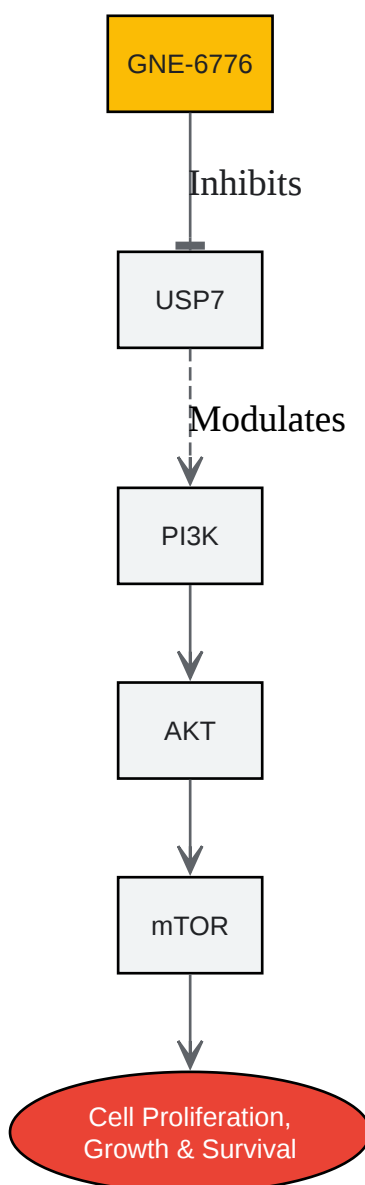 GNE-6776
Inhibits
USP7
Modulates
PI3K
AKT
mTOR
Cell Proliferation,
Growth & Survival